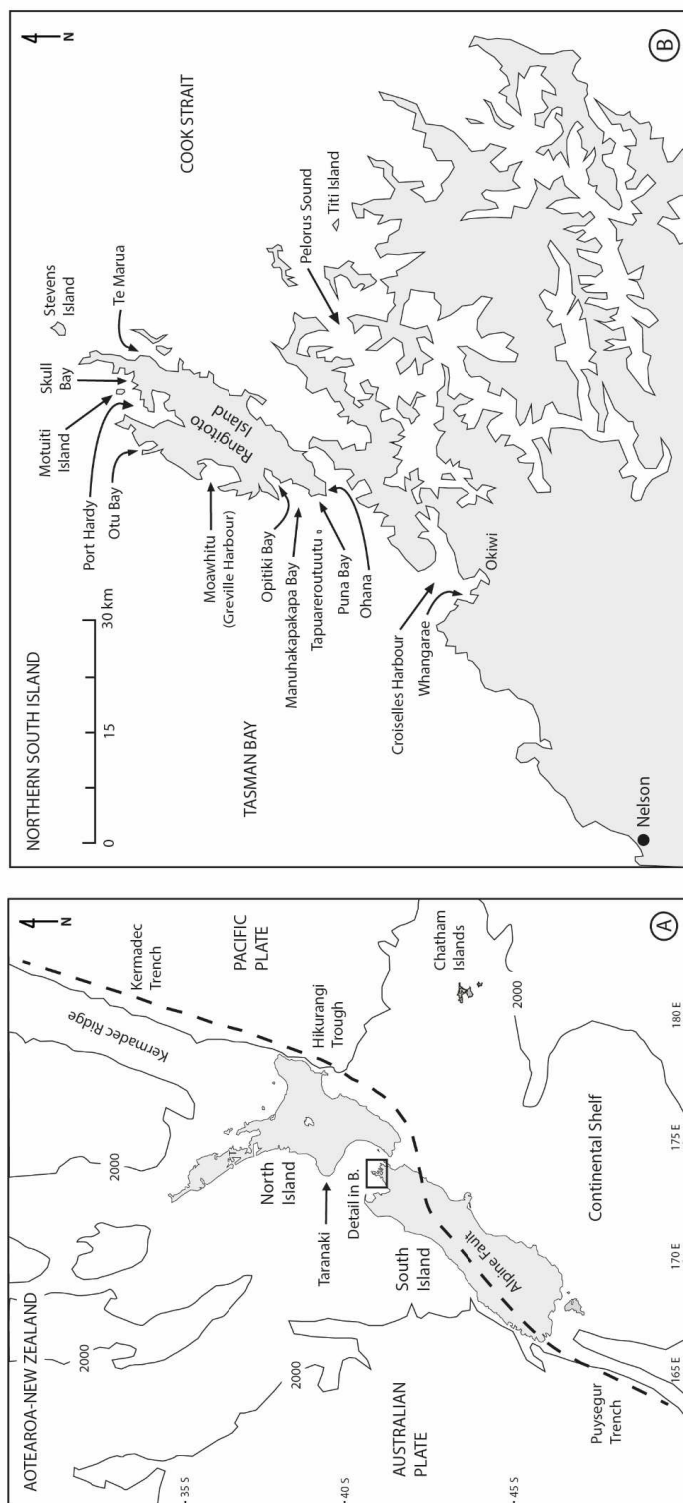 AOTEAROA-NEW ZEALAND
N
2000
2000
Kermadec Ridge
Kermadec
Trench
PACIFIC
PLATE
35 S
North
Island
Hikurangi
Trough
Taranaki
Detail in B.
40 S
2000
South
Island
AUSTRALIAN
PLATE
Alpine Fault
Chatham
Islands
2000
45 S
Continental Shelf
Puysegur
Trench
165 E
170 E
175 E
180 E
A
NORTHERN SOUTH ISLAND
N
0
15
30 km
Stevens
Island
Skull
Bay
Motuiti
Island
Port Hardy
Otu Bay
Te Marua
COOK STRAIT
Rangitoto
Island
Moawhitu
(Greville Harbour)
TASMAN BAY
Opitiki Bay
Manuhakapakapa Bay
Tapuareroutuutu
Puna Bay
Ohana
Pelorus Sound
Titi Island
Croiselles Harbour
Whangarae
Okiwi
Nelson
B